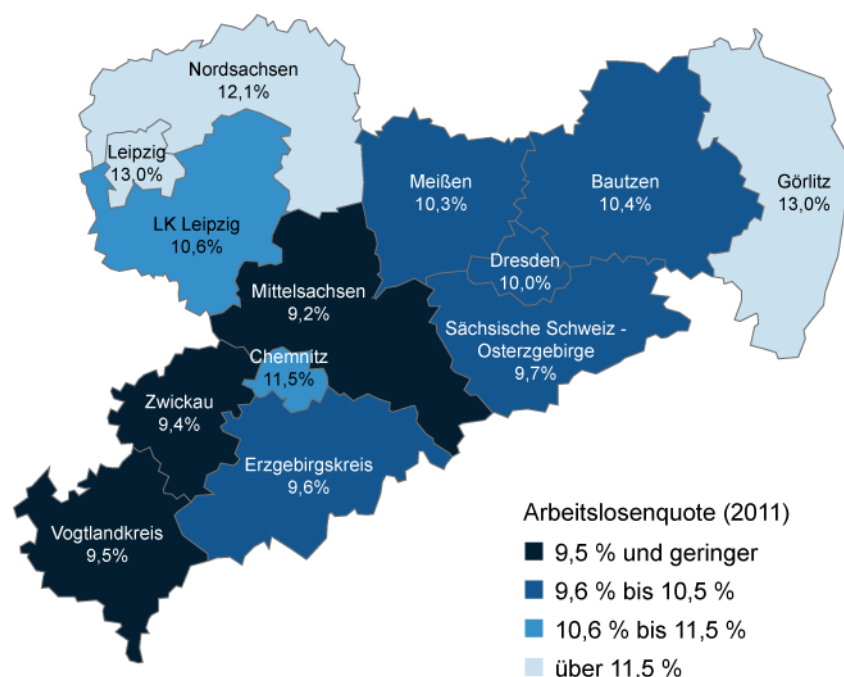 Nordsachsen
12,1%
Leipzig
13,0%
LK Leipzig
10,6%
Meißen
10,3%
Bautzen
10,4%
Görlitz
13,0%
Dresden
10,0%
Mittelsachsen
9,2%
Sächsische Schweiz -
Osterzgebirge
9,7%
Chemnitz
11,5%
Zwickau
9,4%
Erzgebirgskreis
9,6%
Vogtlandkreis
9,5%
Arbeitslosenquote (2011)
9,5 % und geringer
9,6 % bis 10,5 %
10,6 % bis 11,5 %
über 11.5 %